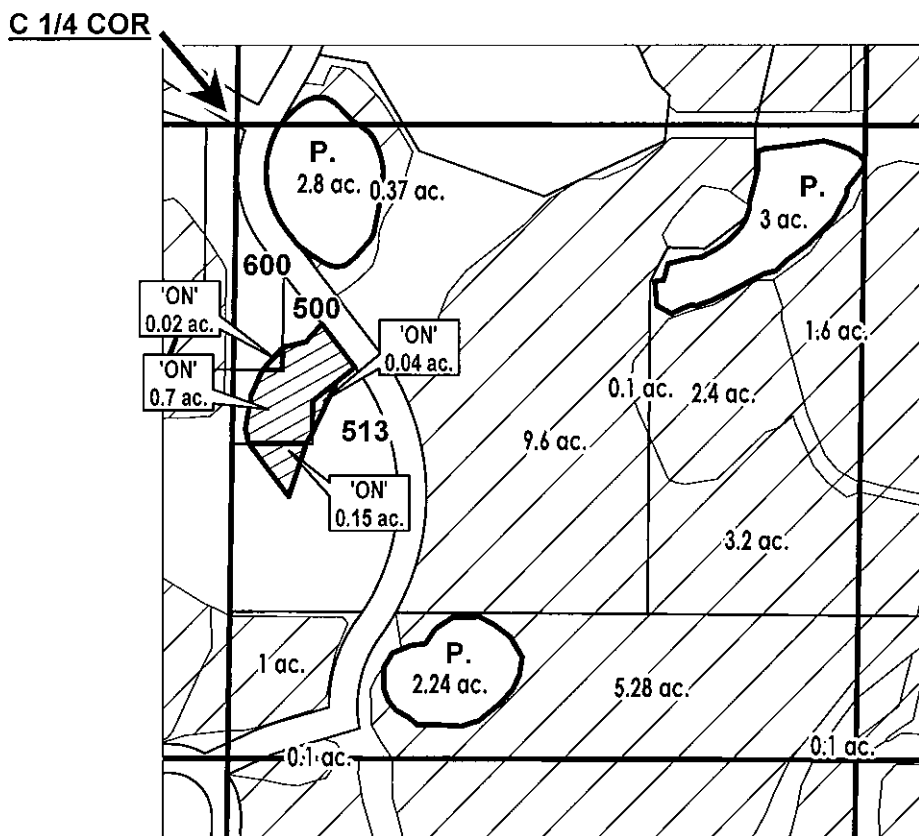 C 1/4 COR
P.
2.8 ac.
0.37 ac.
P.
3 ac.
600
'ON'
0.02 ac.
500
'ON'
0.04 ac.
1.6 ac.
'ON'
0.7 ac.
0.1 ac.
2.4 ac.
513
9.6 ac.
'ON'
0.15 ac.
3.2 ac.
P.
2.24 ac.
1 ac.
5.28 ac.
0.1 ac.
0.1 ac.